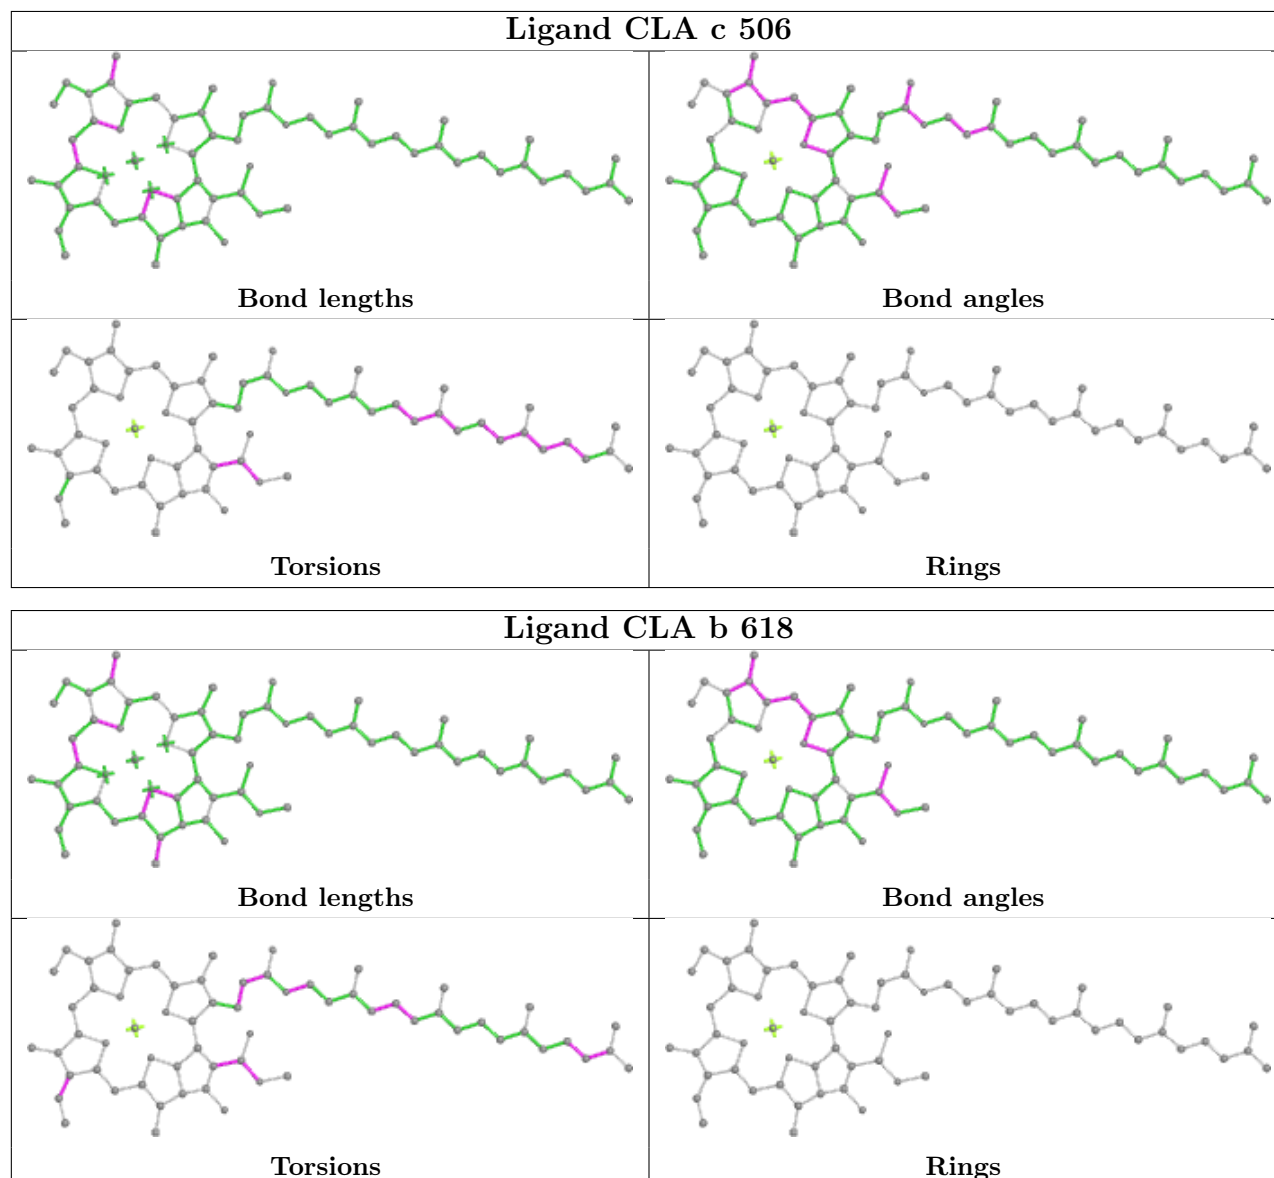 Ligand CLA c 506
Bond lengths
Bond angles
Torsions
Rings
Ligand CLA b 618
Bond lengths
Bond angles
Torsions
Rings